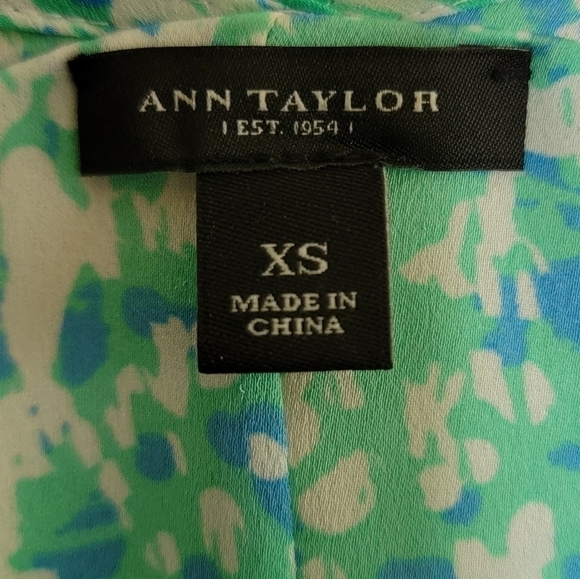 ANN TAYLOR
| EST. 1954 |
XS
MADE IN
CHINA